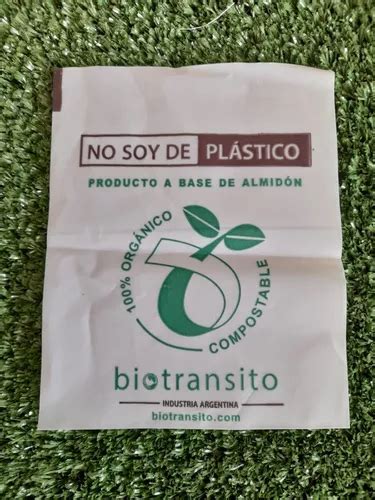 NO SOY DE PLÁSTICO
PRODUCTO A BASE DE ALMIDÓN
100% ORGÁNICO
COMPOSTABLE
biotransito
INDUSTRIA ARGENTINA
biotransito.com